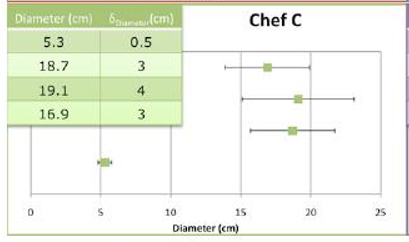 Chef C
Diameter (cm) δDiameter(cm)
5.3 0.5
18.7 3
19.1 4
16.9 3
0 5 10 15 20 25
Diameter (cm)